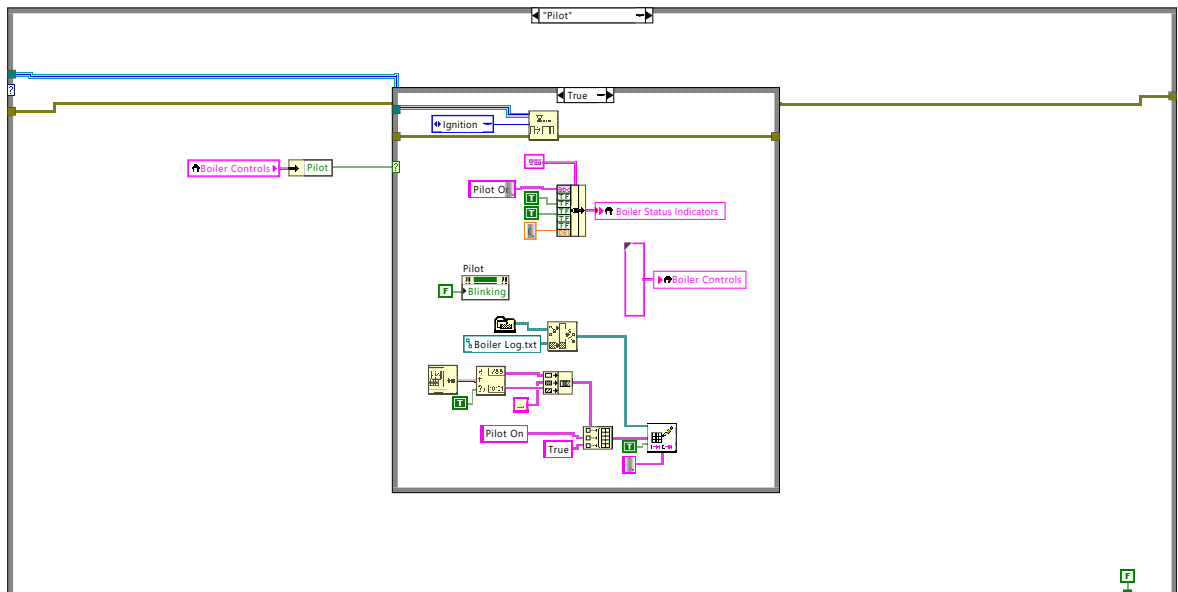 "Pilot"
True
Ignition
Boiler Controls
Pilot
Pilot On
T
T
Boiler Status Indicators
Pilot
Blinking
F
Boiler Controls
Boiler Log.txt
T
Pilot On
True
T
F